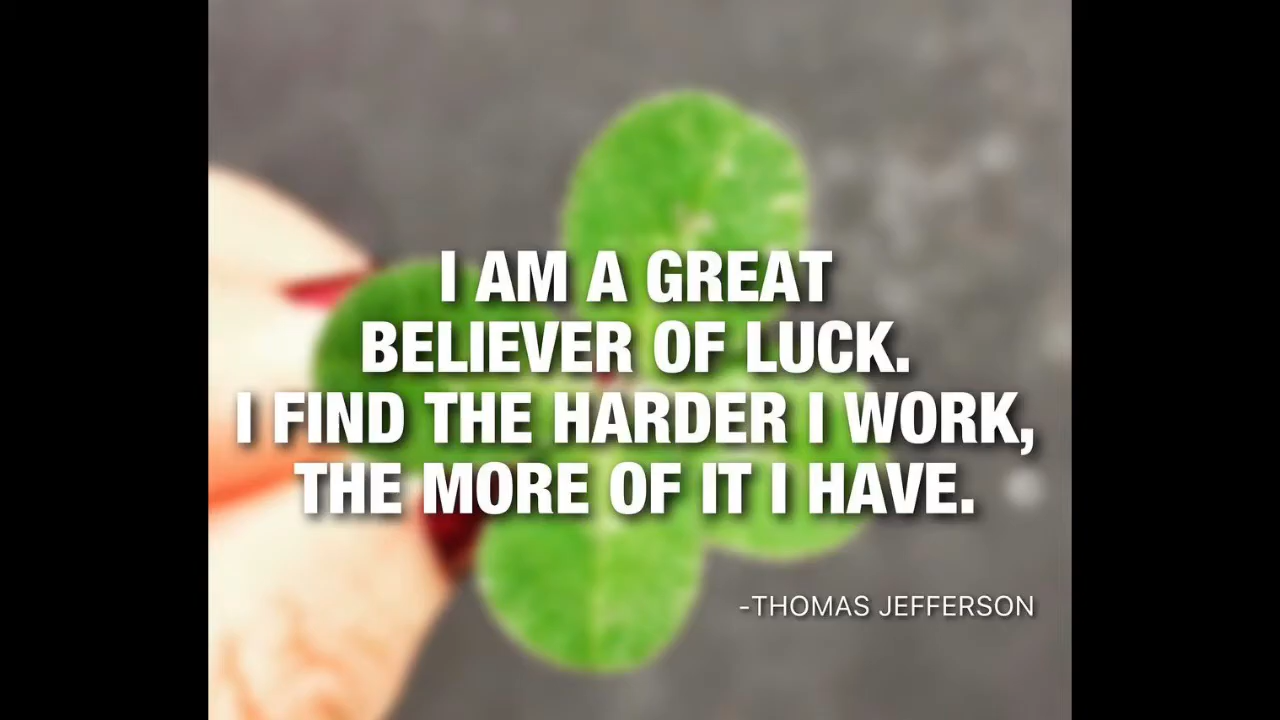 I AM A GREAT
BELIEVER OF LUCK.
I FIND THE HARDER I WORK,
THE MORE OF IT I HAVE.
-THOMAS JEFFERSON